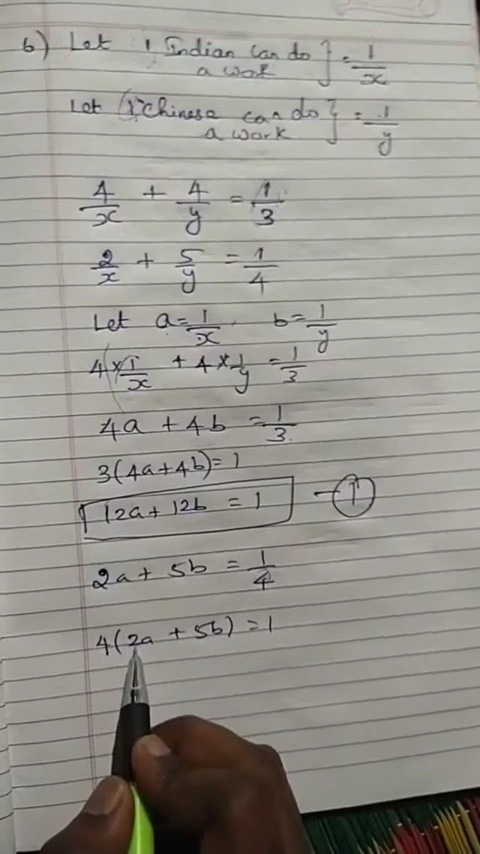 6) Let 1 Indian can do a work } = 1/x
Let 1 Chinese can do a work } = 1/y
4/x + 4/y = 1/3
2/x + 5/y = 1/4
Let a = 1/x, b = 1/y
4 × 1/x + 4 × 1/y = 1/3
4a + 4b = 1/3
3(4a + 4b) = 1
12a + 12b = 1 — 1
2a + 5b = 1/4
4(2a + 5b) = 1